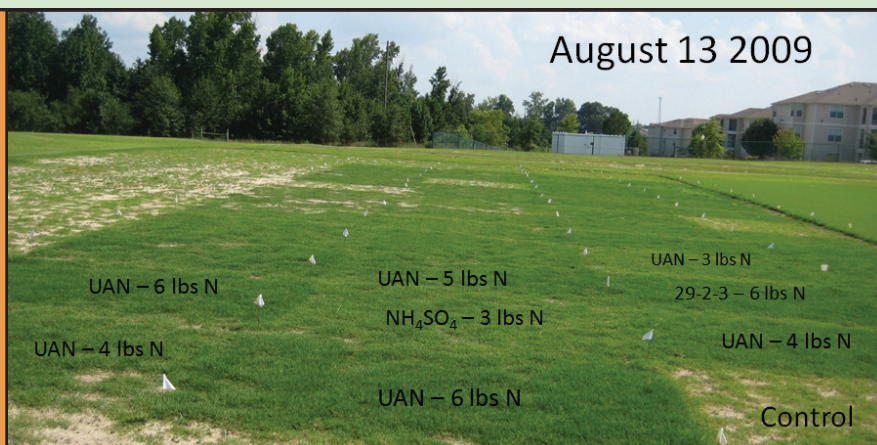 August 13 2009
UAN – 3 lbs N
UAN – 6 lbs N
UAN – 5 lbs N
29-2-3 – 6 lbs N
NH₄SO₄ – 3 lbs N
UAN – 4 lbs N
UAN – 4 lbs N
UAN – 6 lbs N
Control